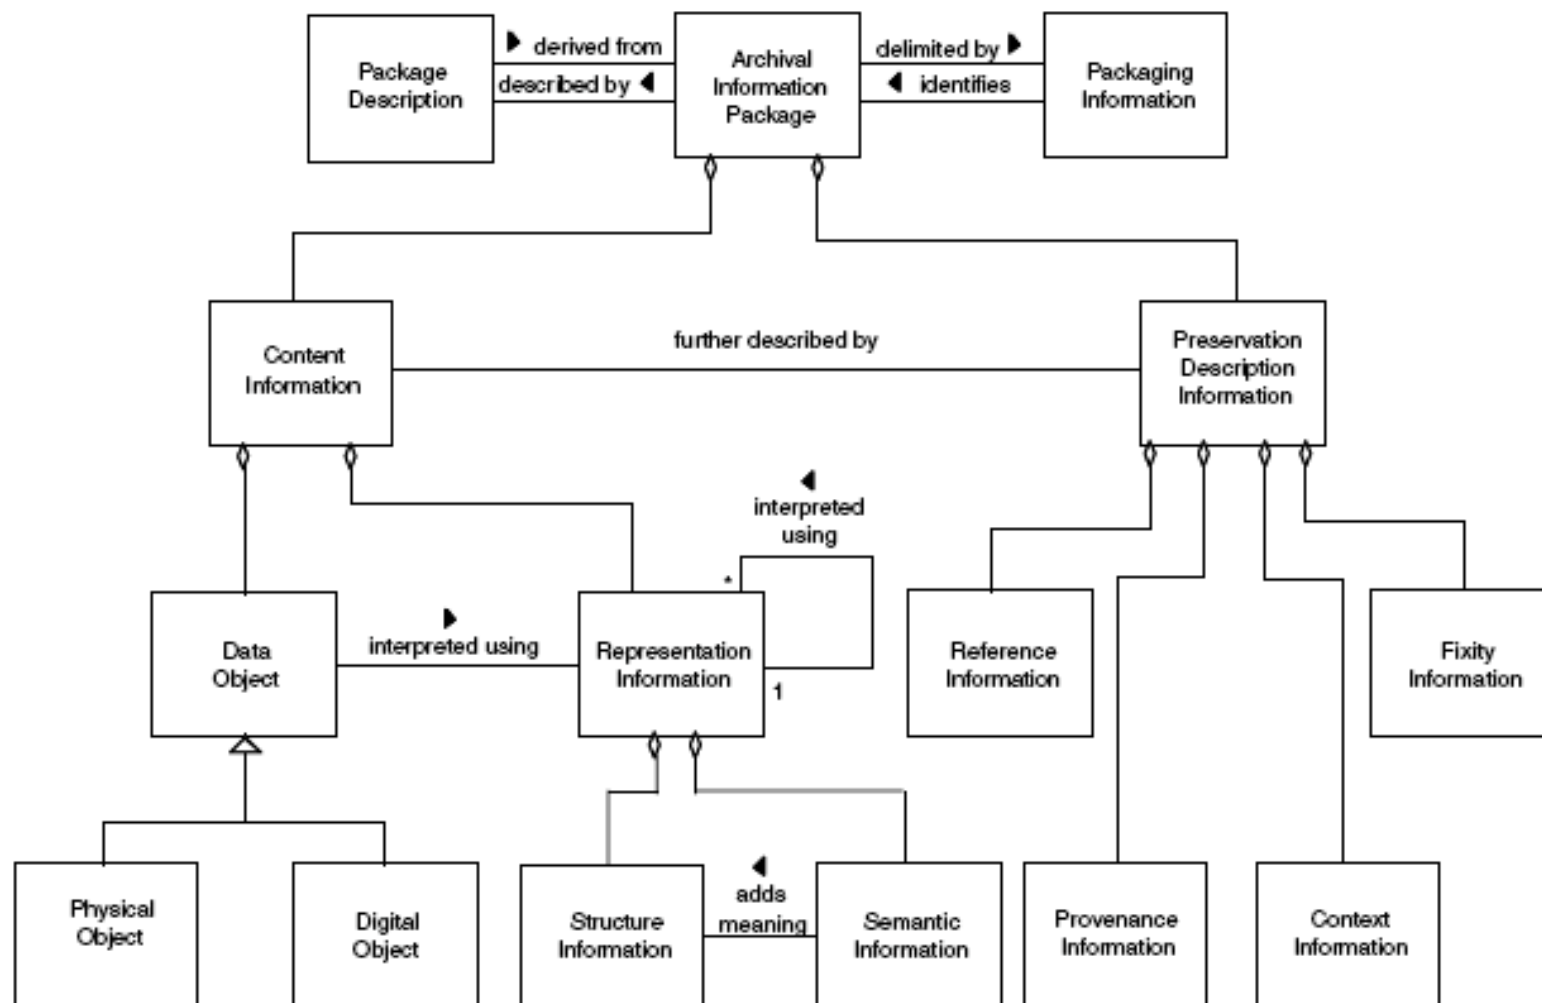 Package
Description
derived from
described by
Archival
Information
Package
delimited by
identifies
Packaging
Information
Content
Information
further described by
Preservation
Description
Information
interpreted
using
*
1
Data
Object
interpreted using
Representation
Information
Reference
Information
Fixity
Information
Physical
Object
Digital
Object
Structure
Information
adds
meaning
Semantic
Information
Provenance
Information
Context
Information